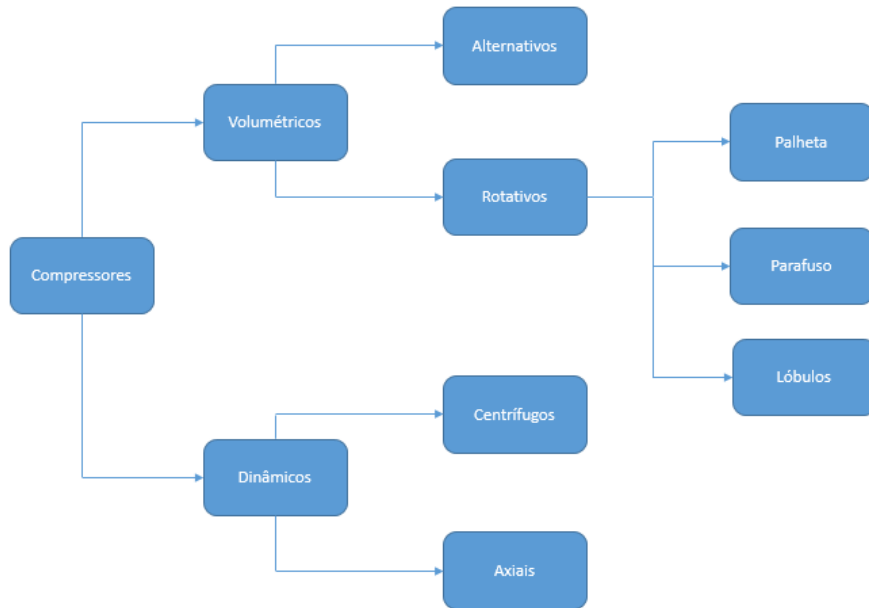 Alternativos
Volumétricos
Palheta
Rotativos
Parafuso
Compressores
Lóbulos
Centrífugos
Dinâmicos
Axiais